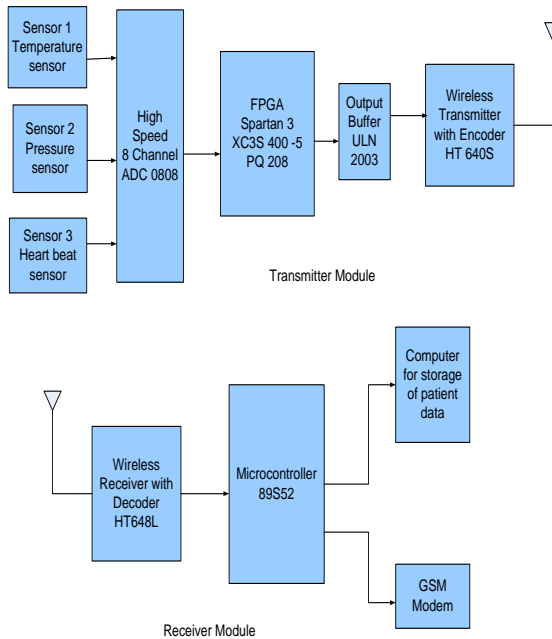 Sensor 1
Temperature
sensor
Sensor 2
Pressure
sensor
Sensor 3
Heart beat
sensor
High
Speed
8 Channel
ADC 0808
FPGA
Spartan 3
XC3S 400 -5
PQ 208
Output
Buffer
ULN
2003
Wireless
Transmitter
with Encoder
HT 640S
Transmitter Module
Wireless
Receiver with
Decoder
HT648L
Microcontroller
89S52
Computer
for storage
of patient
data
GSM
Modem
Receiver Module